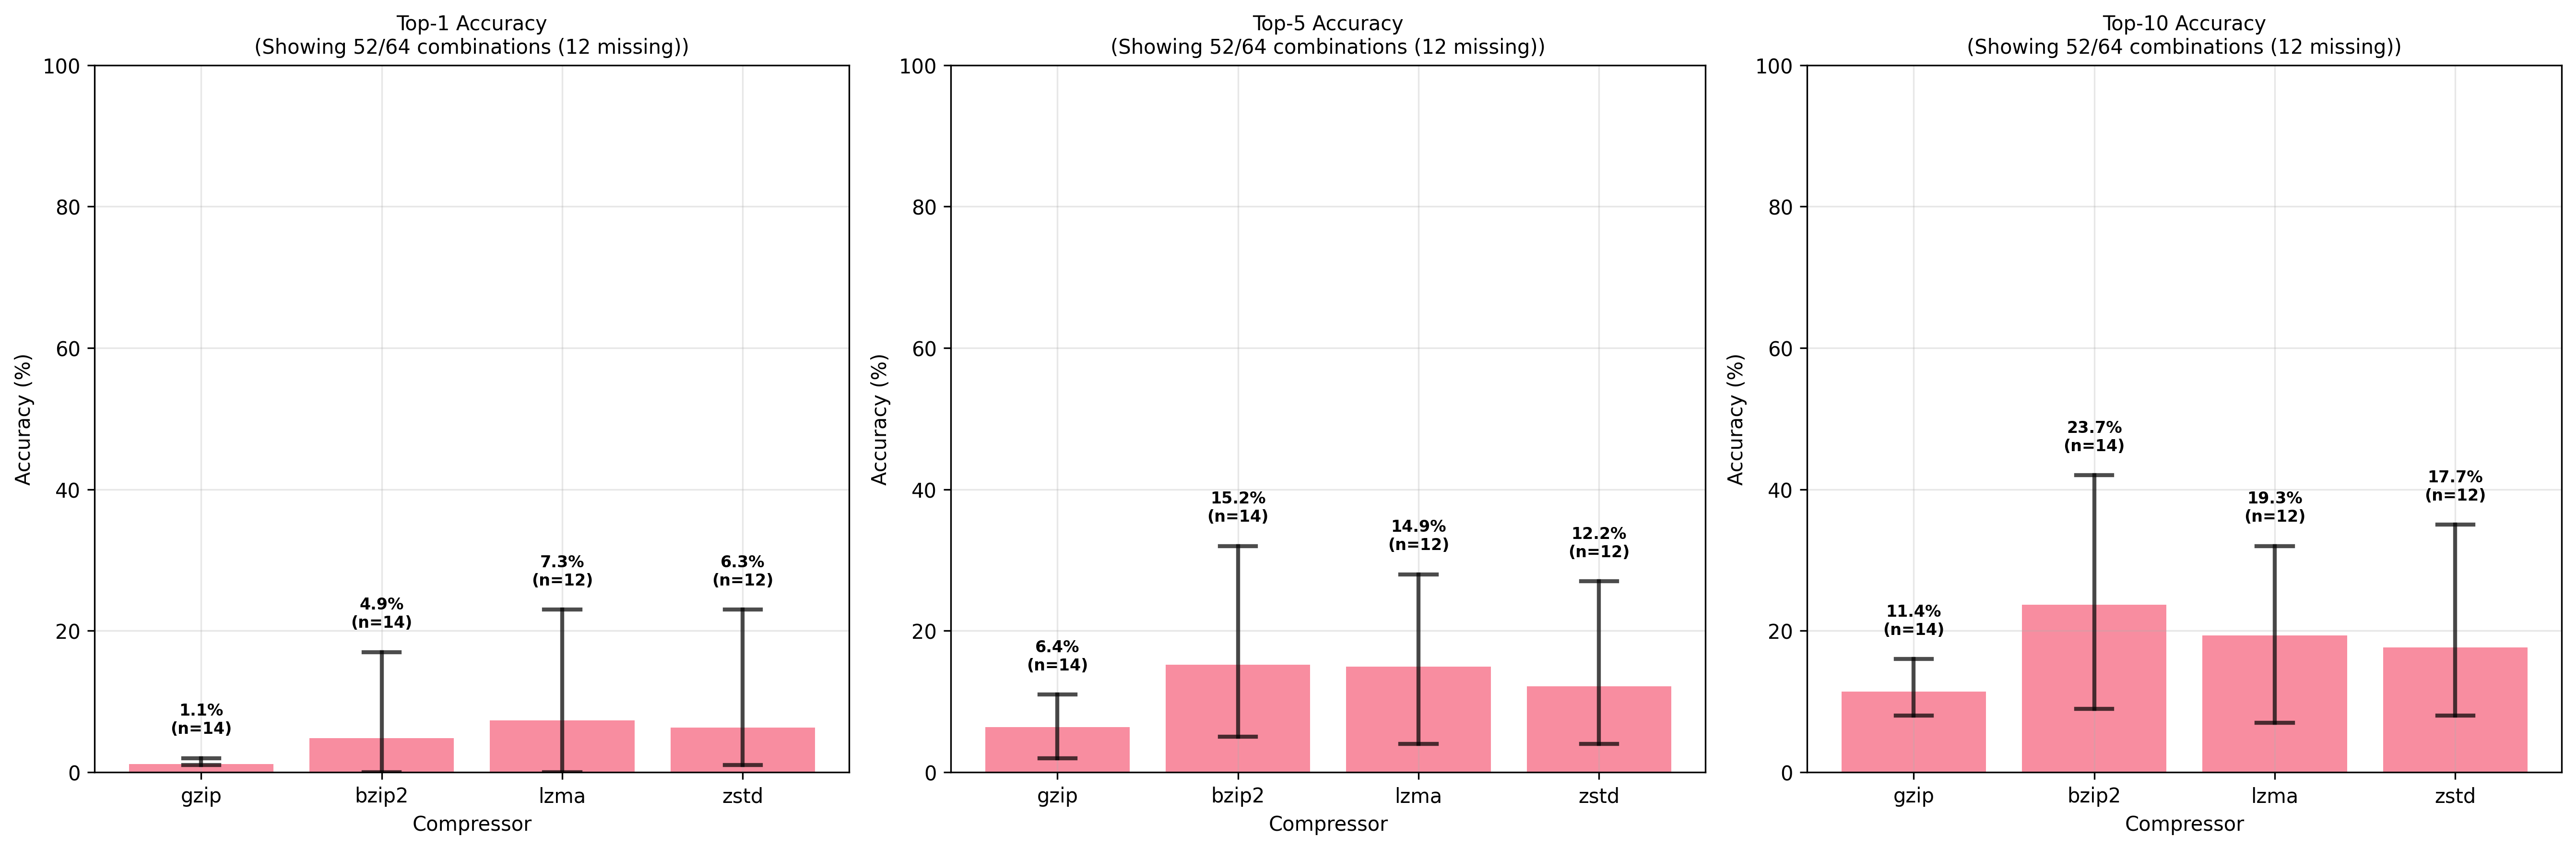 Top-1 Accuracy
(Showing 52/64 combinations (12 missing))
100
80
60
40
20
0
Accuracy (%)
1.1%
(n=14)
4.9%
(n=14)
7.3%
(n=12)
6.3%
(n=12)
gzip
bzip2
lzma
zstd
Compressor
Top-5 Accuracy
(Showing 52/64 combinations (12 missing))
100
80
60
40
20
0
Accuracy (%)
6.4%
(n=14)
15.2%
(n=14)
14.9%
(n=12)
12.2%
(n=12)
gzip
bzip2
lzma
zstd
Compressor
Top-10 Accuracy
(Showing 52/64 combinations (12 missing))
100
80
60
40
20
0
Accuracy (%)
11.4%
(n=14)
23.7%
(n=14)
19.3%
(n=12)
17.7%
(n=12)
gzip
bzip2
lzma
zstd
Compressor